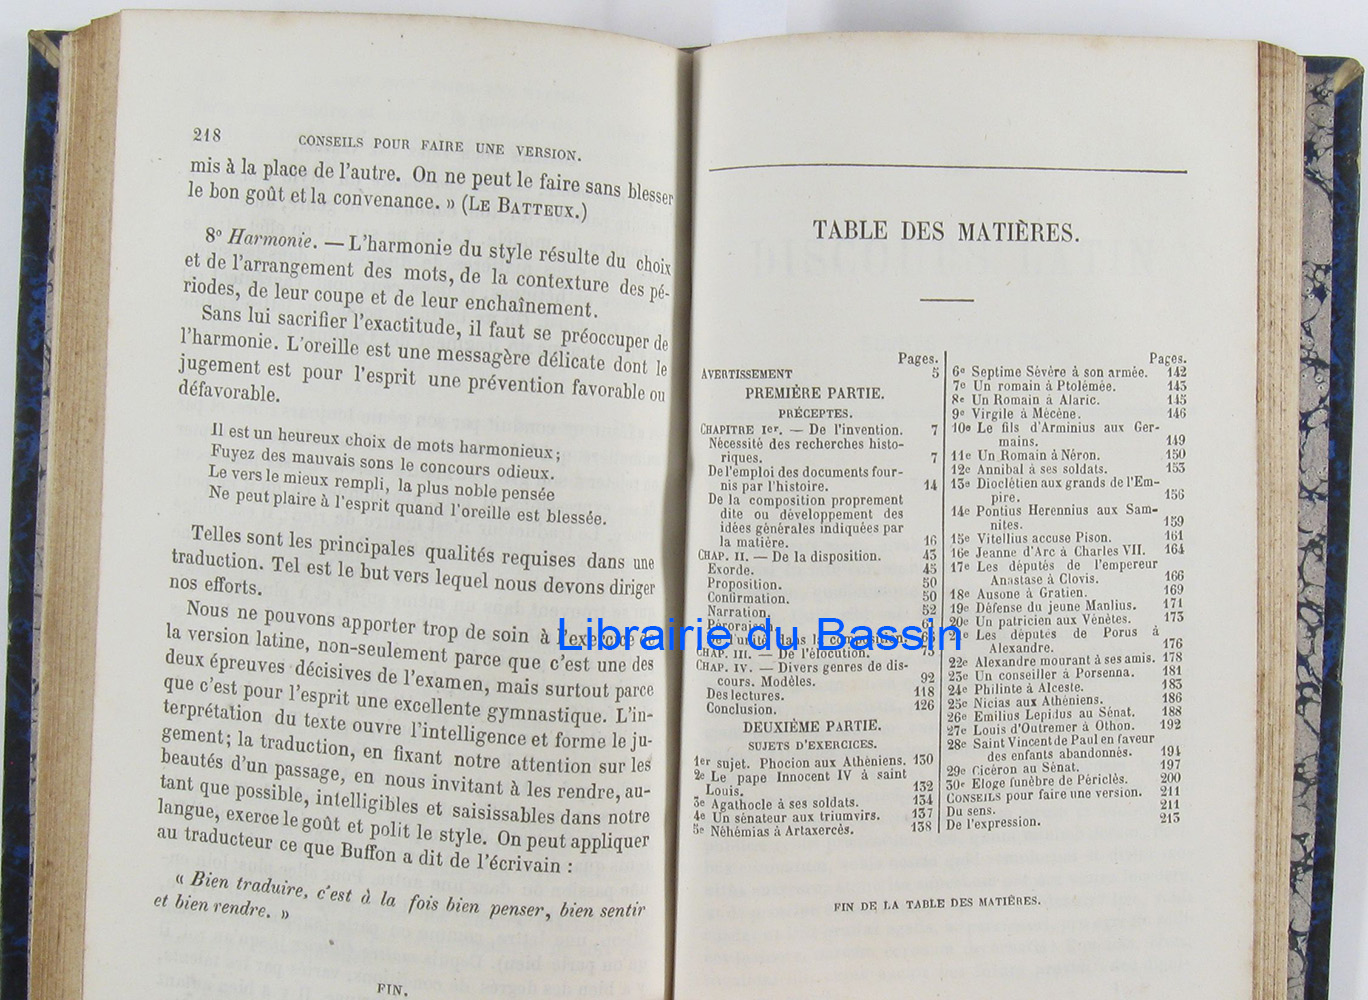 218 CONSEILS POUR FAIRE UNE VERSION.
mis à la place de l'autre. On ne peut le faire sans blesser
le bon goût et la convenance. » (LE BATTEUX.)
8° Harmonie. — L'harmonie du style résulte du choix
et de l'arrangement des mots, de la contexture des pé-
riodes, de leur coupe et de leur enchaînement.
Sans lui sacrifier l'exactitude, il faut se préoccuper de
l'harmonie. L'oreille est une messagère délicate dont le
jugement est pour l'esprit une prévention favorable ou
défavorable.
Il est un heureux choix de mots harmonieux;
Fuyez des mauvais sons le concours odieux.
Le vers le mieux rempli, la plus noble pensée
Ne peut plaire à l'esprit quand l'oreille est blessée.
Telles sont les principales qualités requises dans une
traduction. Tel est le but vers lequel nous devons diriger
nos efforts.
Nous ne pouvons apporter trop de soin à l'exercice de
la version latine, non-seulement parce que c'est une des
deux épreuves décisives de l'examen, mais surtout parce
que c'est pour l'esprit une excellente gymnastique. L'in-
terprétation du texte ouvre l'intelligence et forme le ju-
gement; la traduction, en fixant notre attention sur les
beautés d'un passage, en nous invitant à les rendre, au-
tant que possible, intelligibles et saisissables dans notre
langue, exerce le goût et polit le style. On peut appliquer
au traducteur ce que Buffon a dit de l'écrivain :
« Bien traduire, c'est à la fois bien penser, bien sentir
et bien rendre. »
FIN.
TABLE DES MATIÈRES.
Pages.
AVERTISSEMENT 5
PREMIÈRE PARTIE.
PRÉCEPTES.
CHAPITRE Ier. — De l'invention. 7
Nécessité des recherches histo-
riques. 7
De l'emploi des documents four-
nis par l'histoire. 14
De la composition proprement
dite ou développement des
idées générales indiquées par
la matière. 16
CHAP. II. — De la disposition. 43
Exorde. 45
Proposition. 50
Confirmation. 50
Narration. 52
Péroraison.
d'unité dans la composition.
CHAP. III. — De l'élocution. 75
CHAP. IV. — Divers genres de dis-
cours. Modèles. 92
Des lectures. 118
Conclusion. 126
DEUXIÈME PARTIE.
SUJETS D'EXERCICES.
1er sujet. Phocion aux Athéniens. 130
2e Le pape Innocent IV à saint
Louis. 132
3e Agathocle à ses soldats. 134
4e Un sénateur aux triumvirs. 137
5e Néhémias à Artaxercès. 138
Pages.
6e Septime Sévère à son armée. 142
7e Un romain à Ptolémée. 143
8e Un Romain à Alaric. 145
9e Virgile à Mécène. 146
10e Le fils d'Arminius aux Ger-
mains. 149
11e Un Romain à Néron. 150
12e Annibal à ses soldats. 153
13e Dioclétien aux grands de l'Em-
pire. 156
14e Pontius Herennius aux Sam-
nites. 159
15e Vitellius accuse Pison. 161
16e Jeanne d'Arc à Charles VII. 164
17e Les députés de l'empereur
Anastase à Clovis. 166
18e Ausone à Gratien. 169
19e Défense du jeune Manlius. 171
20e Un patricien aux Vénètes. 173
21e Les députés de Porus à
Alexandre. 176
22e Alexandre mourant à ses amis. 178
23e Un conseiller à Porsenna. 181
24e Philinte à Alceste. 183
25e Nicias aux Athéniens. 186
26e Emilius Lepidus au Sénat. 188
27e Louis d'Outremer à Othon. 192
28e Saint Vincent de Paul en faveur
des enfants abandonnés. 194
29e Cicéron au Sénat. 197
30e Eloge funèbre de Périclès. 200
CONSEILS pour faire une version. 211
Du sens. 211
De l'expression. 213
FIN DE LA TABLE DES MATIÈRES.
Librairie du Bassin